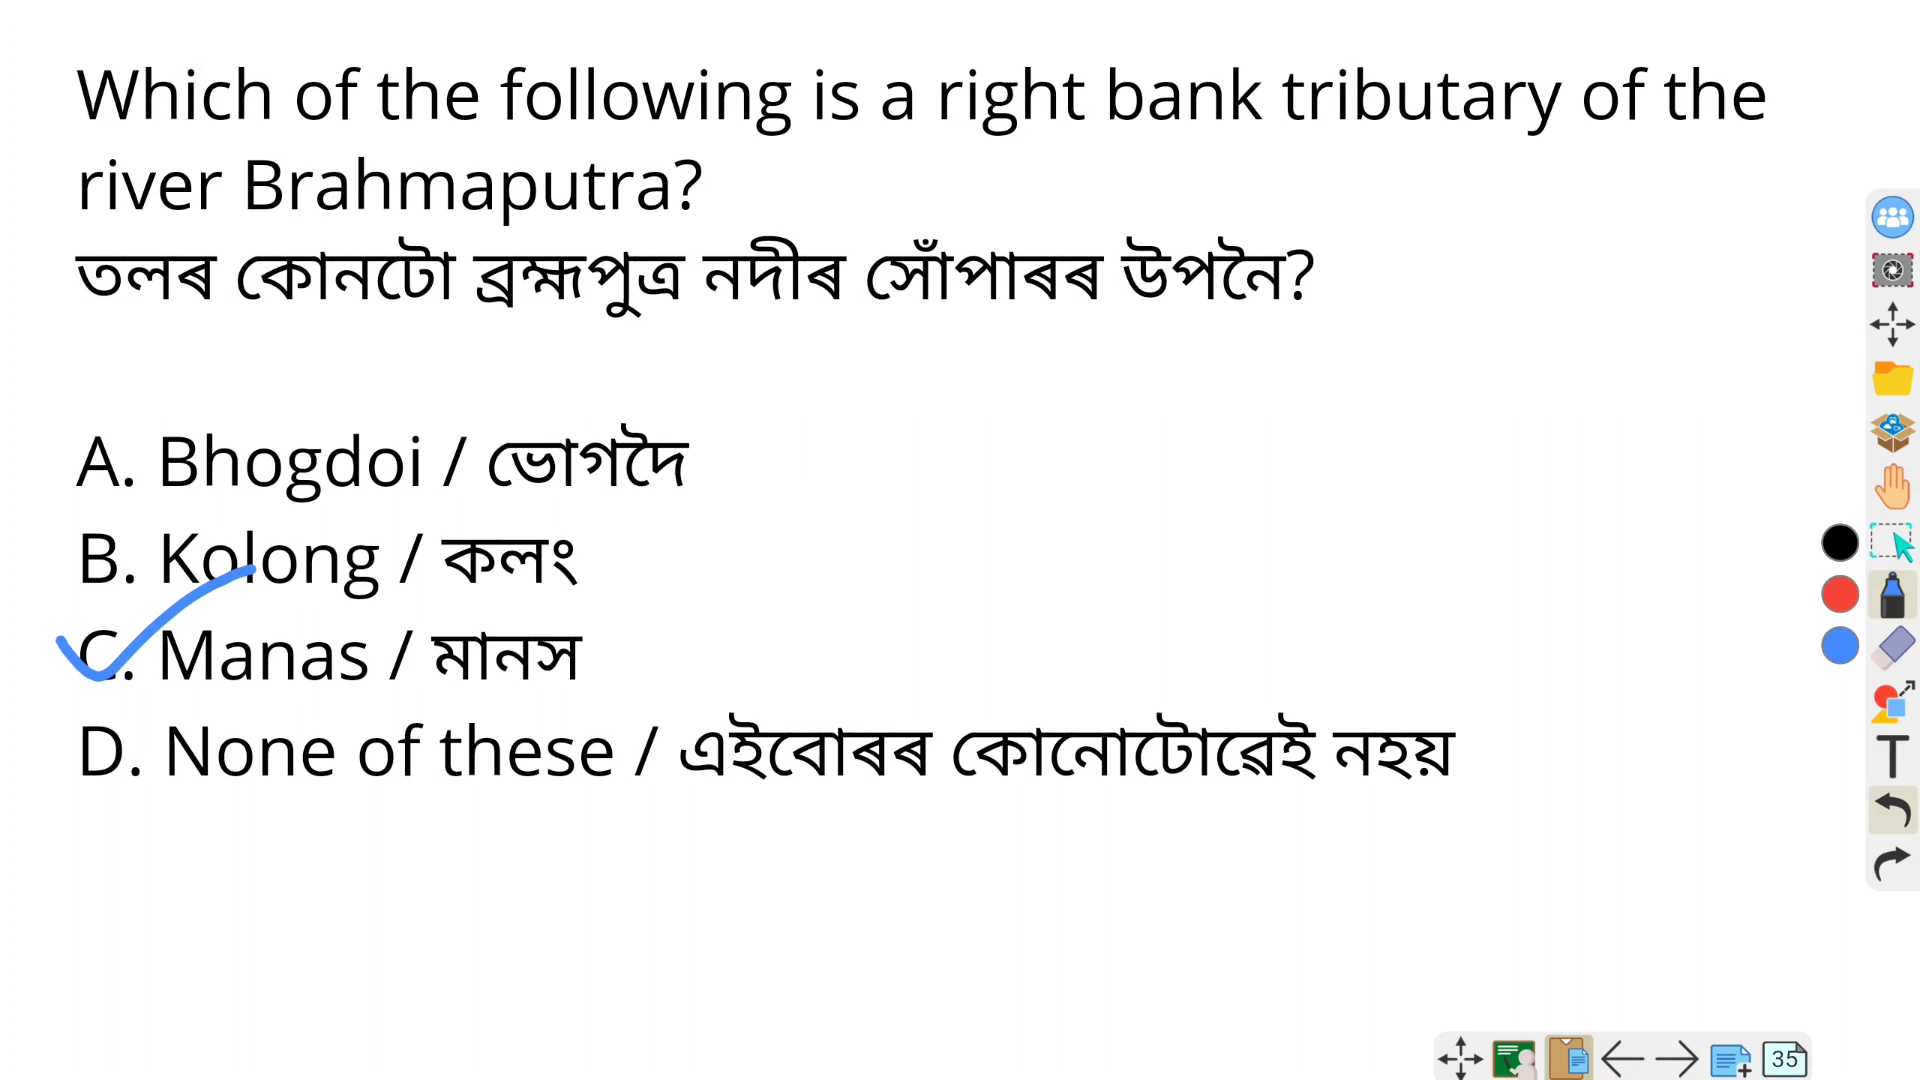 Which of the following is a right bank tributary of the
river Brahmaputra?
তলৰ কোনটো ব্ৰহ্মপুত্ৰ নদীৰ সোঁপাৰৰ উপনৈ?
A. Bhogdoi / ভোগদৈ
B. Kolong / কলং
C. Manas / মানস
D. None of these / এইবোৰৰ কোনোটোৱেই নহয়
35